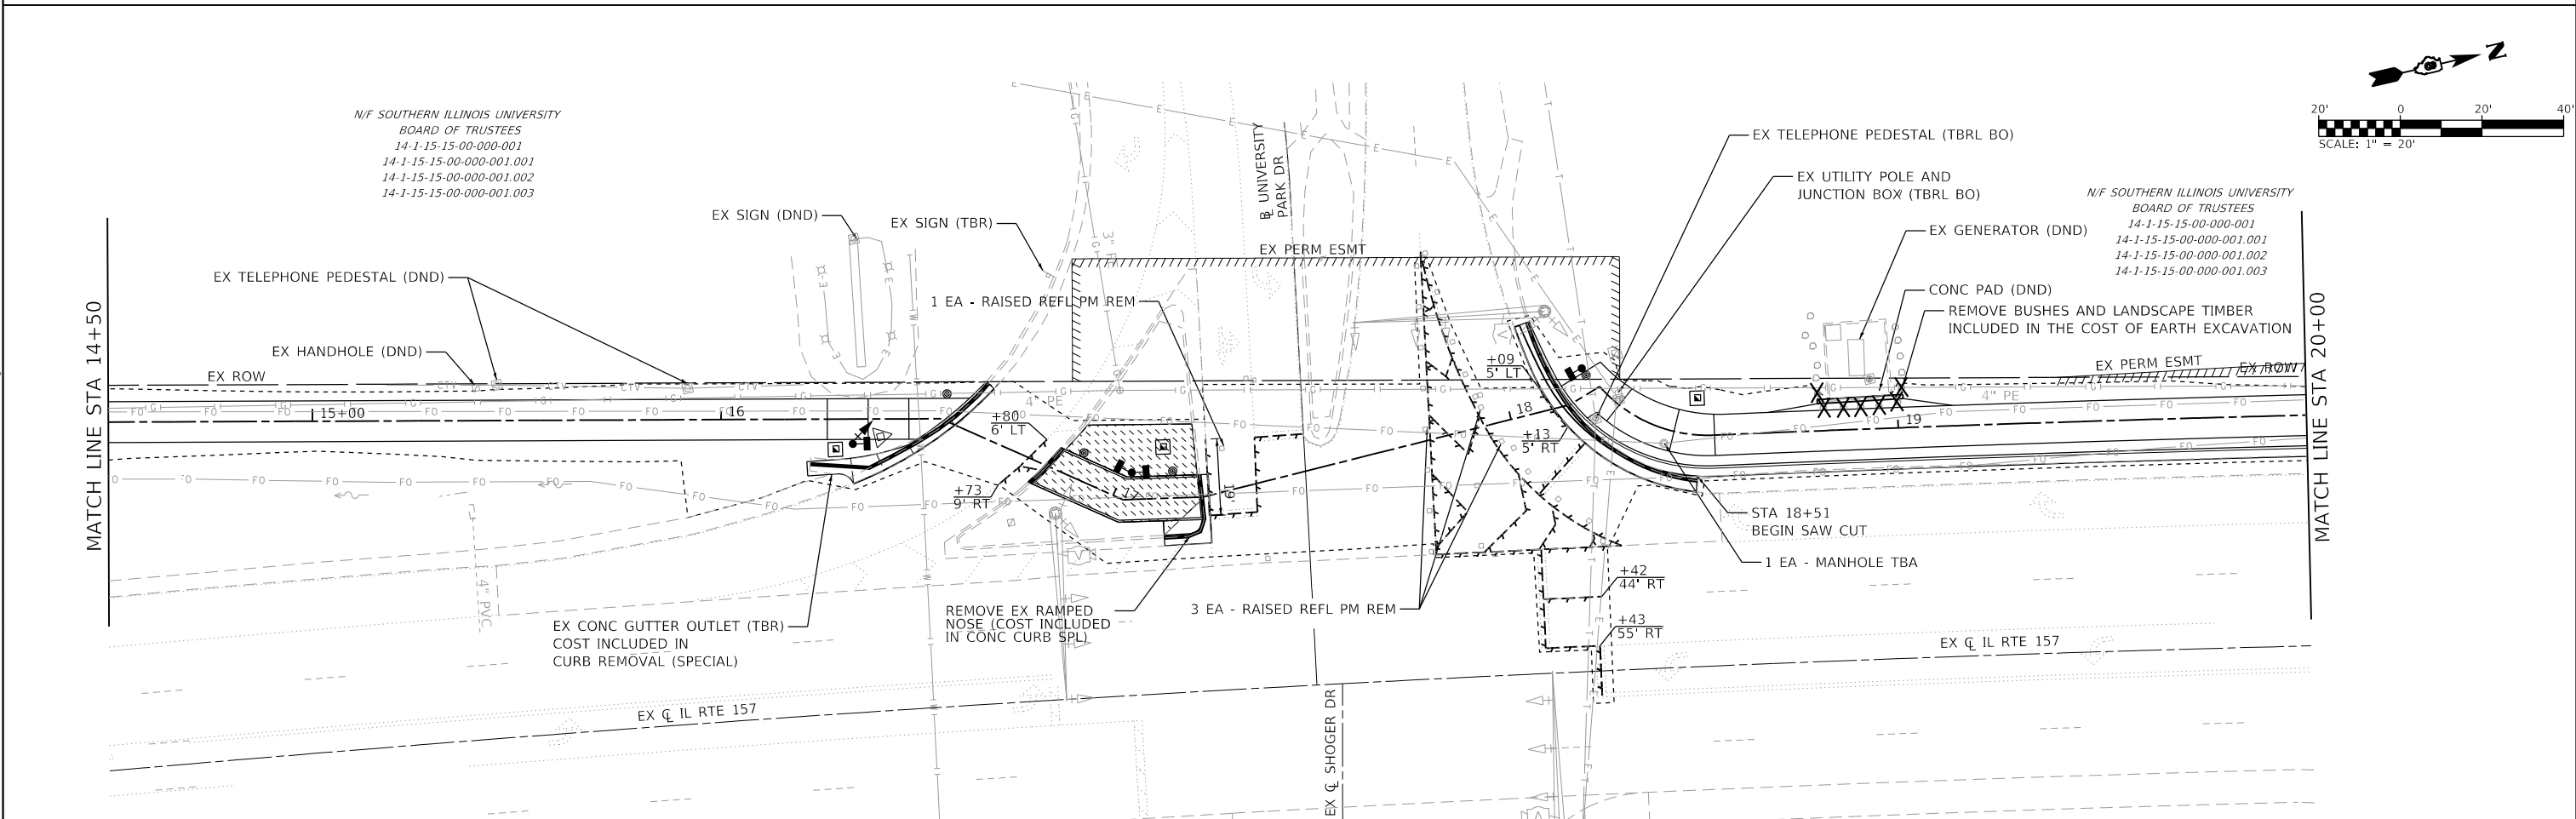 N
20' 0 20' 40'
SCALE: 1" = 20'
N/F SOUTHERN ILLINOIS UNIVERSITY
BOARD OF TRUSTEES
14-1-15-15-00-000-001
14-1-15-15-00-000-001.001
14-1-15-15-00-000-001.002
14-1-15-15-00-000-001.003
EX TELEPHONE PEDESTAL (TBRL BO)
EX UTILITY POLE AND
JUNCTION BOX (TBRL BO)
N/F SOUTHERN ILLINOIS UNIVERSITY
BOARD OF TRUSTEES
14-1-15-15-00-000-001
14-1-15-15-00-000-001.001
14-1-15-15-00-000-001.002
14-1-15-15-00-000-001.003
℄ UNIVERSITY
PARK DR
EX SIGN (DND)
EX SIGN (TBR)
EX GENERATOR (DND)
EX PERM ESMT
EX TELEPHONE PEDESTAL (DND)
1 EA - RAISED REFL PM REM
CONC PAD (DND)
REMOVE BUSHES AND LANDSCAPE TIMBER
INCLUDED IN THE COST OF EARTH EXCAVATION
MATCH LINE STA 14+50
MATCH LINE STA 20+00
EX HANDHOLE (DND)
EX ROW
EX PERM ESMT
EX ROW
+09
5' LT
4" PE
4" PE
15+00
16
+80
6' LT
18
19
+13
5' RT
17
19'
+73
9' RT
STA 18+51
BEGIN SAW CUT
1 EA - MANHOLE TBA
+42
44' RT
4" PVC
REMOVE EX RAMPED
NOSE (COST INCLUDED
IN CONC CURB SPL)
3 EA - RAISED REFL PM REM
+43
55' RT
EX CONC GUTTER OUTLET (TBR)
COST INCLUDED IN
CURB REMOVAL (SPECIAL)
EX ℄ IL RTE 157
EX ℄ IL RTE 157
EX ℄ SHOGER DR